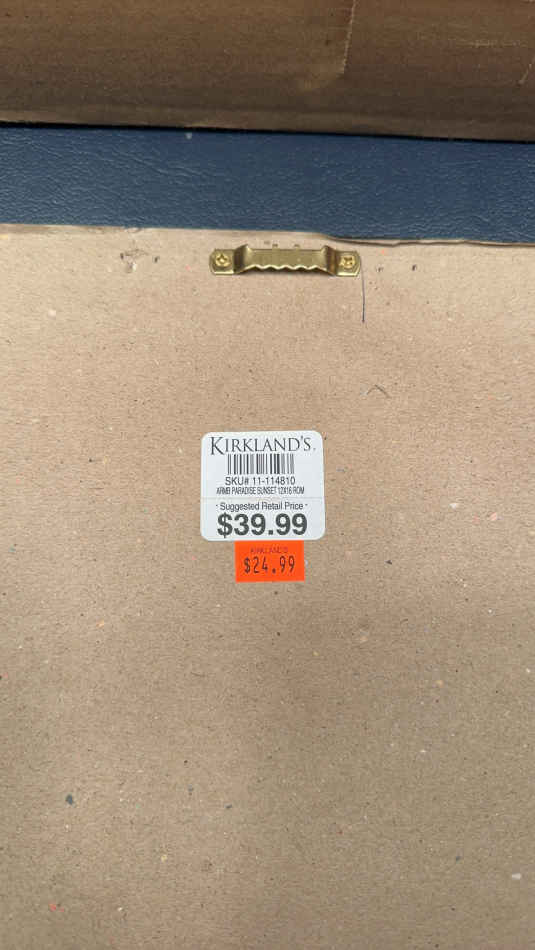 KIRKLAND'S.
SKU# 11-114810
ARMB PARADISE SUNSET 12X16 ROM
· Suggested Retail Price ·
$39.99
KIRKLAND'S
$24.99